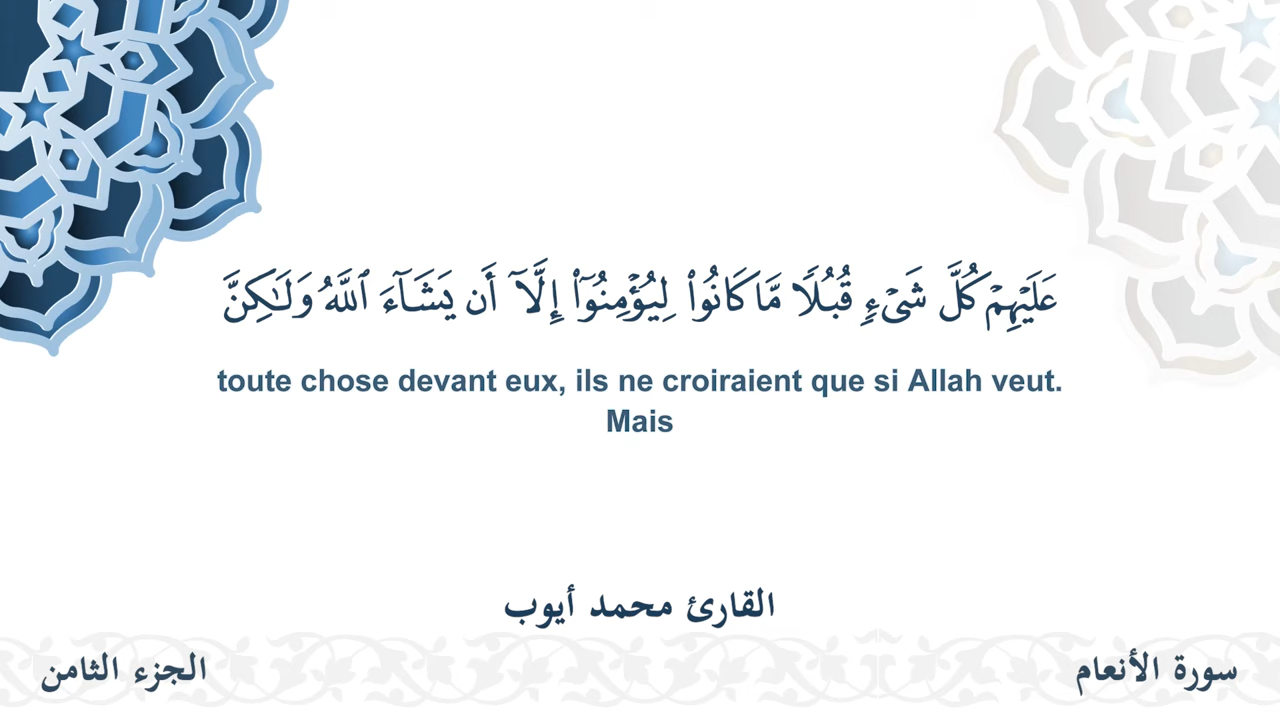 عَلَيْهِمْ كُلَّ شَىْءٍ قُبُلًا مَّا كَانُوا۟ لِيُؤْمِنُوٓا۟ إِلَّآ أَن يَشَآءَ ٱللَّهُ وَلَـٰكِنَّ
toute chose devant eux, ils ne croiraient que si Allah veut.
Mais
القارئ محمد أيوب
سورة الأنعام
الجزء الثامن